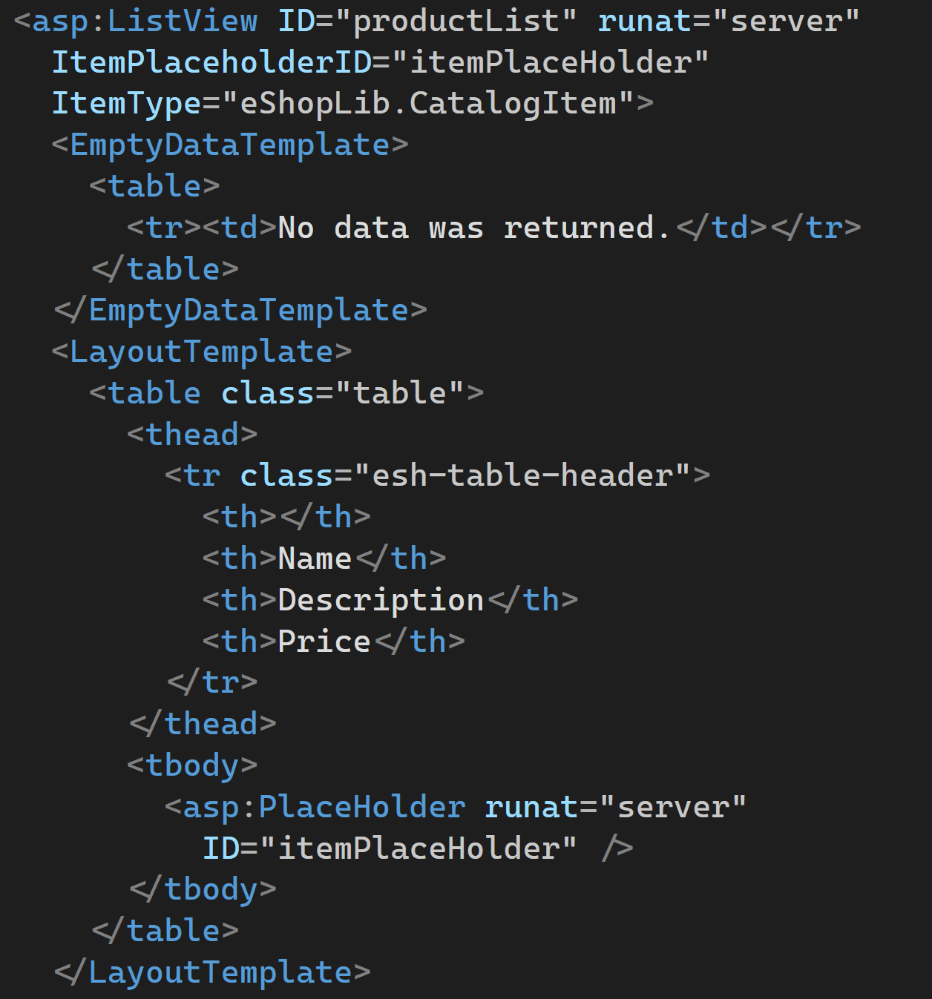 <asp:ListView ID="productList" runat="server"
  ItemPlaceholderID="itemPlaceHolder"
  ItemType="eShopLib.CatalogItem">
  <EmptyDataTemplate>
    <table>
      <tr><td>No data was returned.</td></tr>
    </table>
  </EmptyDataTemplate>
  <LayoutTemplate>
    <table class="table">
      <thead>
        <tr class="esh-table-header">
          <th></th>
          <th>Name</th>
          <th>Description</th>
          <th>Price</th>
        </tr>
      </thead>
      <tbody>
        <asp:PlaceHolder runat="server"
          ID="itemPlaceHolder" />
      </tbody>
    </table>
  </LayoutTemplate>